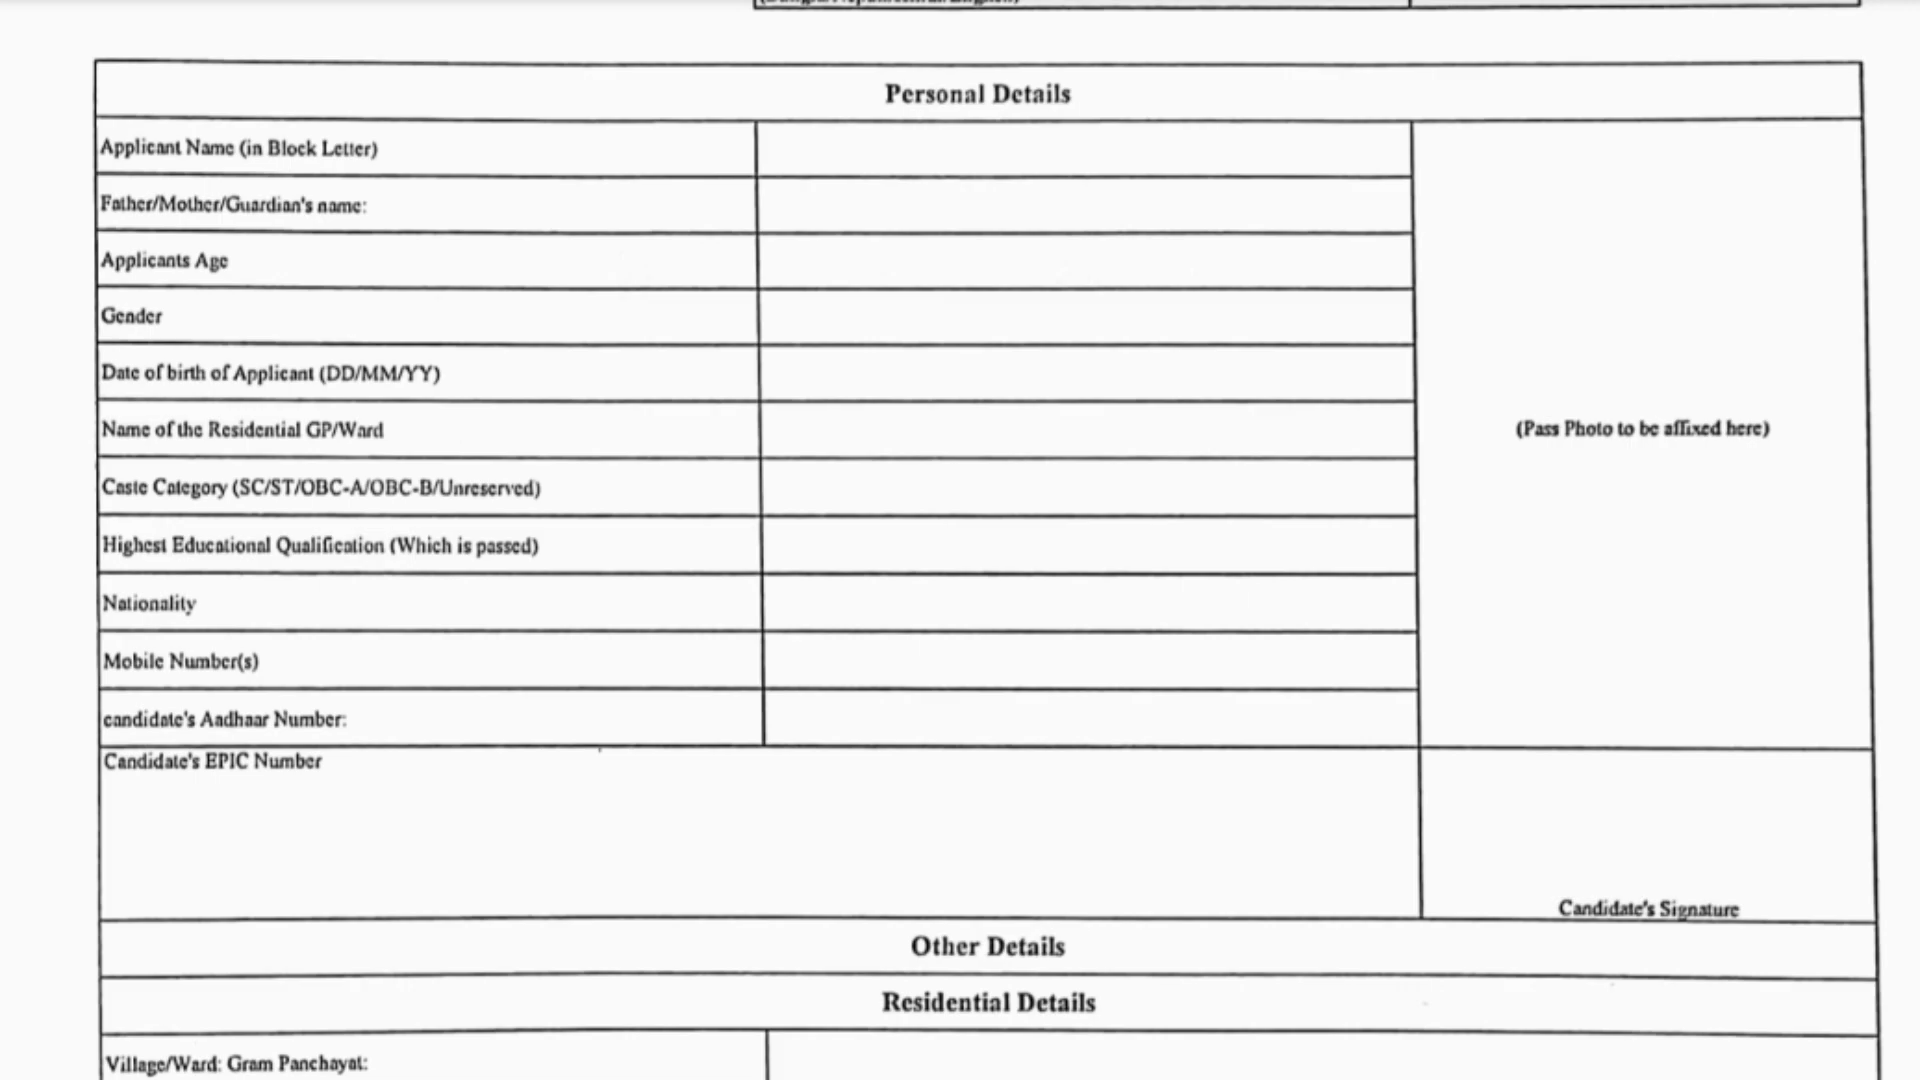 Personal Details
Applicant Name (in Block Letter)
Father/Mother/Guardian's name:
Applicants Age
Gender
Date of birth of Applicant (DD/MM/YY)
Name of the Residential GP/Ward
(Pass Photo to be affixed here)
Caste Category (SC/ST/OBC-A/OBC-B/Unreserved)
Highest Educational Qualification (Which is passed)
Nationality
Mobile Number(s)
candidate's Aadhaar Number:
Candidate's EPIC Number
Candidate's Signature
Other Details
Residential Details
Village/Ward: Gram Panchayat: